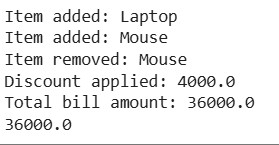 Item added: Laptop
Item added: Mouse
Item removed: Mouse
Discount applied: 4000.0
Total bill amount: 36000.0
36000.0